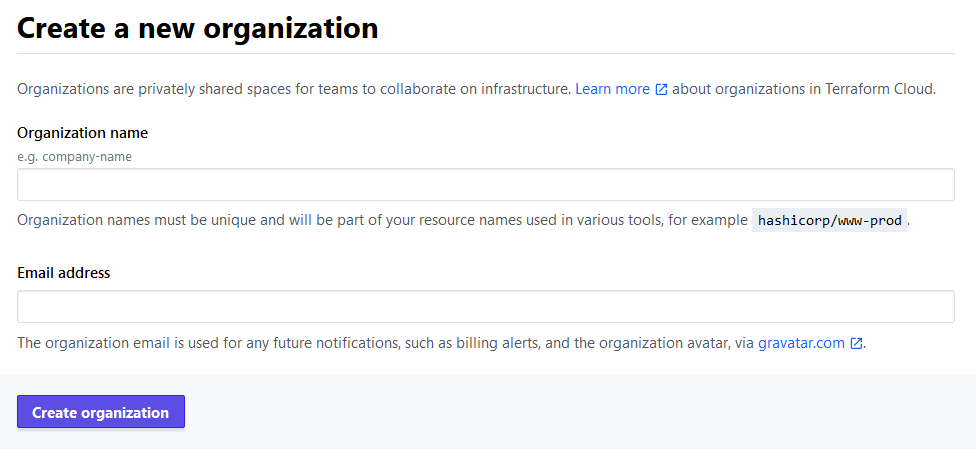 Create a new organization
Organizations are privately shared spaces for teams to collaborate on infrastructure. Learn more about organizations in Terraform Cloud.
Organization name
e.g. company-name
Organization names must be unique and will be part of your resource names used in various tools, for example hashicorp/www-prod.
Email address
The organization email is used for any future notifications, such as billing alerts, and the organization avatar, via gravatar.com.
Create organization